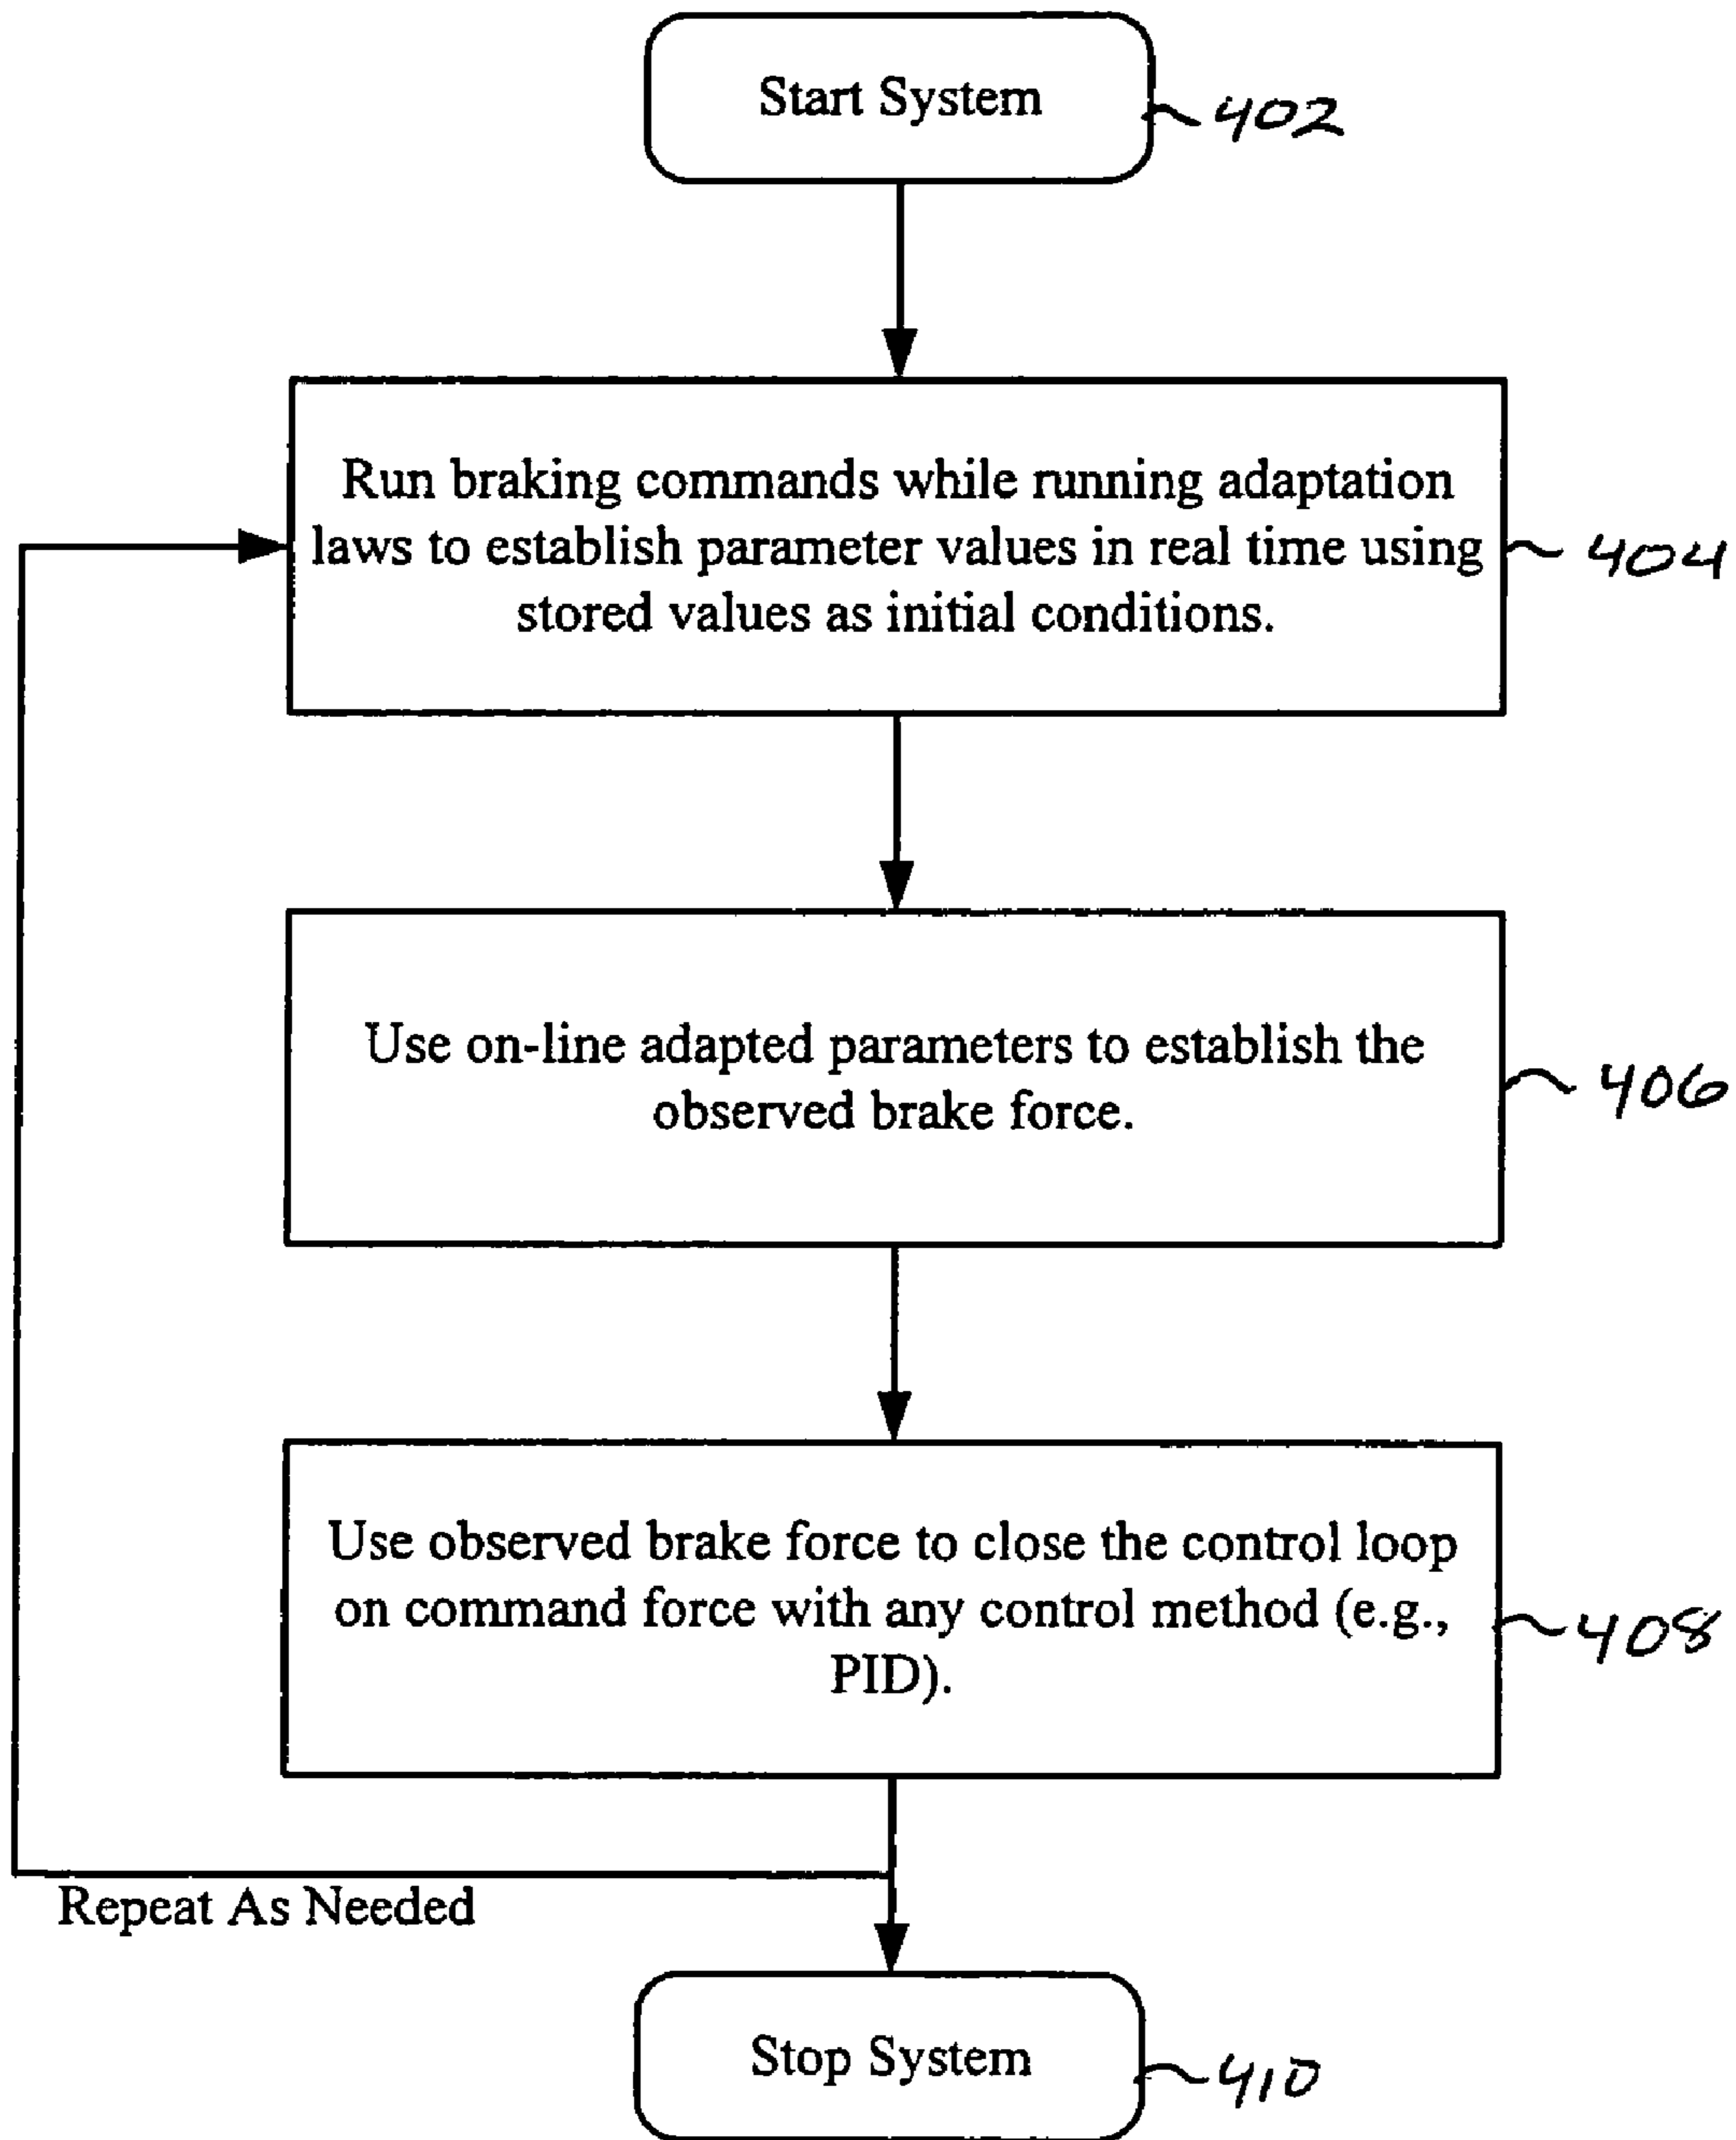 Start System
402
Run braking commands while running adaptation
laws to establish parameter values in real time using
stored values as initial conditions.
404
Use on-line adapted parameters to establish the
observed brake force.
406
Use observed brake force to close the control loop
on command force with any control method (e.g.,
PID).
408
Repeat As Needed
Stop System
410